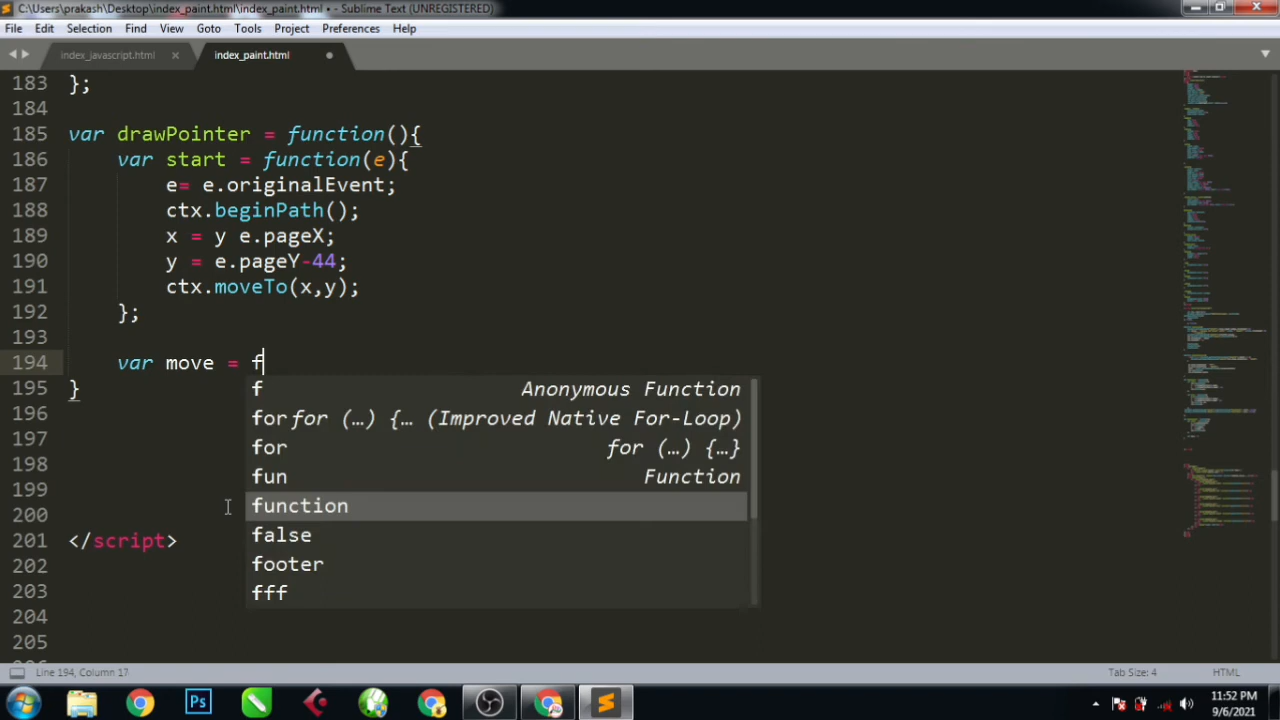 C:\Users\prakash\Desktop\index_paint.html\index_paint.html • - Sublime Text (UNREGISTERED)
File Edit Selection Find View Goto Tools Project Preferences Help
index_javascript.html index_paint.html
183 };
184
185 var drawPointer = function(){
186 var start = function(e){
187 e= e.originalEvent;
188 ctx.beginPath();
189 x = y e.pageX;
190 y = e.pageY-44;
191 ctx.moveTo(x,y);
192 };
193
194 var move = f
195 }
f Anonymous Function
196
for for (…) {… (Improved Native For-Loop)
197
for for (…) {…}
198
fun Function
199
function
200
false
201 </script>
footer
202
fff
203
204
205
Line 194, Column 17
Tab Size: 4 HTML
Ps
11:52 PM
9/6/2021